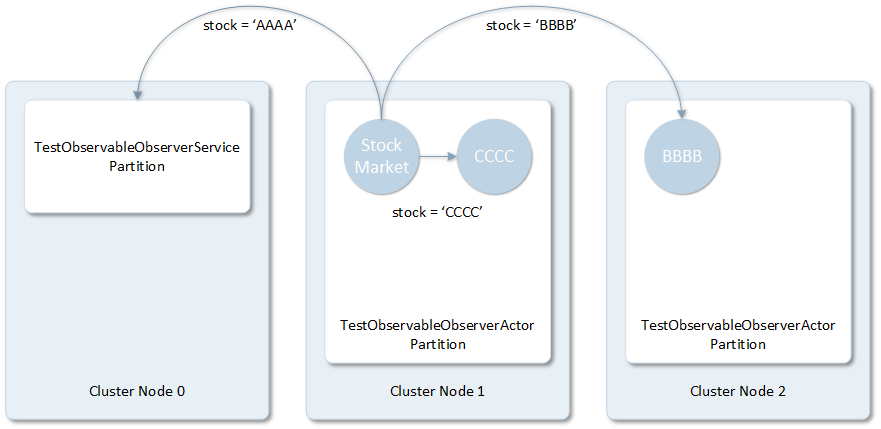 stock = ‘AAAA’
stock = ‘BBBB’
TestObservableObserverService
Partition
Stock
Market
CCCC
BBBB
stock = ‘CCCC’
TestObservableObserverActor
Partition
TestObservableObserverActor
Partition
Cluster Node 0
Cluster Node 1
Cluster Node 2